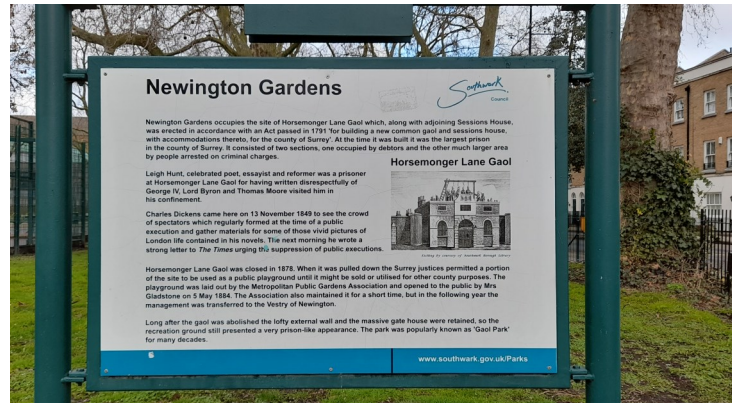 Newington Gardens
Southwark
Council
Newington Gardens occupies the site of Horsemonger Lane Gaol which, along with adjoining Sessions House,
was erected in accordance with an Act passed in 1791 'for building a new common gaol and sessions house,
with accommodations thereto, for the county of Surrey'. At the time it was built it was the largest prison
in the county of Surrey. It consisted of two sections, one occupied by debtors and the other much larger area
by people arrested on criminal charges.
Leigh Hunt, celebrated poet, essayist and reformer was a prisoner
at Horsemonger Lane Gaol for having written disrespectfully of
George IV, Lord Byron and Thomas Moore visited him in
his confinement.
Charles Dickens came here on 13 November 1849 to see the crowd
of spectators which regularly formed at the time of a public
execution and gather materials for some of those vivid pictures of
London life contained in his novels. The next morning he wrote a
strong letter to The Times urging the suppression of public executions.
Horsemonger Lane Gaol
Etching by courtesy of Southwark Borough Library
Horsemonger Lane Gaol was closed in 1878. When it was pulled down the Surrey justices permitted a portion
of the site to be used as a public playground until it might be sold or utilised for other county purposes. The
playground was laid out by the Metropolitan Public Gardens Association and opened to the public by Mrs
Gladstone on 5 May 1884. The Association also maintained it for a short time, but in the following year the
management was transferred to the Vestry of Newington.
Long after the gaol was abolished the lofty external wall and the massive gate house were retained, so the
recreation ground still presented a very prison-like appearance. The park was popularly known as 'Gaol Park'
for many decades.
www.southwark.gov.uk/Parks